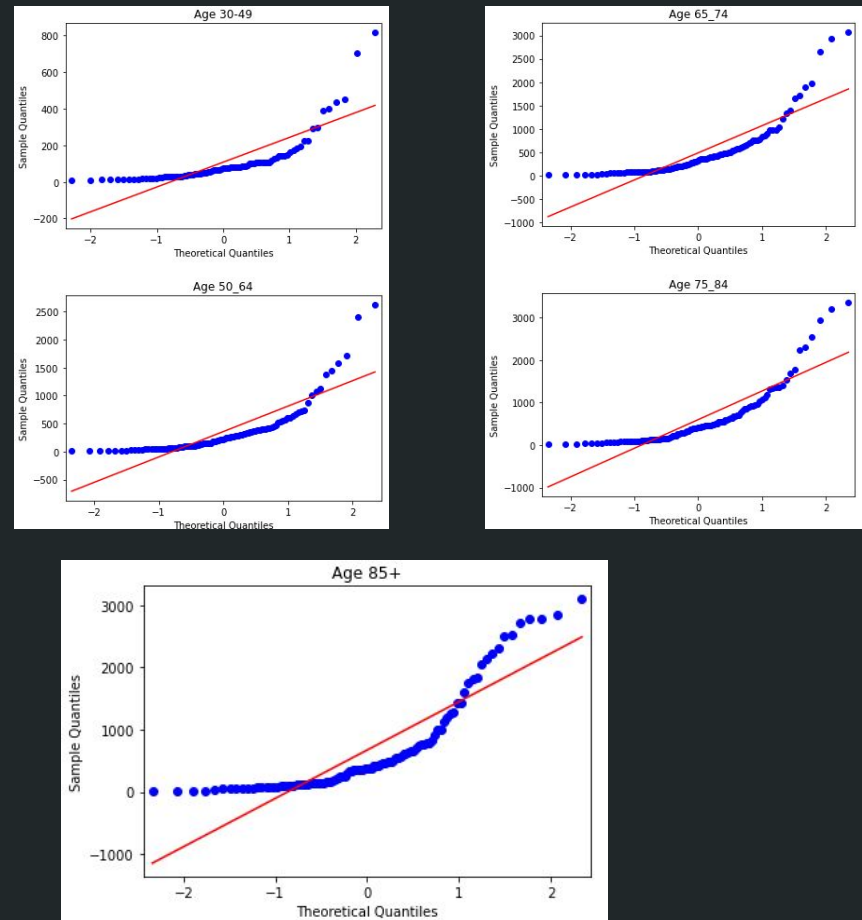 Age 30-49
800
600
400
200
0
−200
Sample Quantiles
−2 −1 0 1 2
Theoretical Quantiles
Age 65_74
3000
2500
2000
1500
1000
500
0
−500
−1000
Sample Quantiles
−2 −1 0 1 2
Theoretical Quantiles
Age 50_64
2500
2000
1500
1000
500
0
−500
Sample Quantiles
−2 −1 0 1 2
Theoretical Quantiles
Age 75_84
3000
2000
1000
0
−1000
Sample Quantiles
−2 −1 0 1 2
Theoretical Quantiles
Age 85+
3000
2000
1000
0
−1000
Sample Quantiles
−2 −1 0 1 2
Theoretical Quantiles